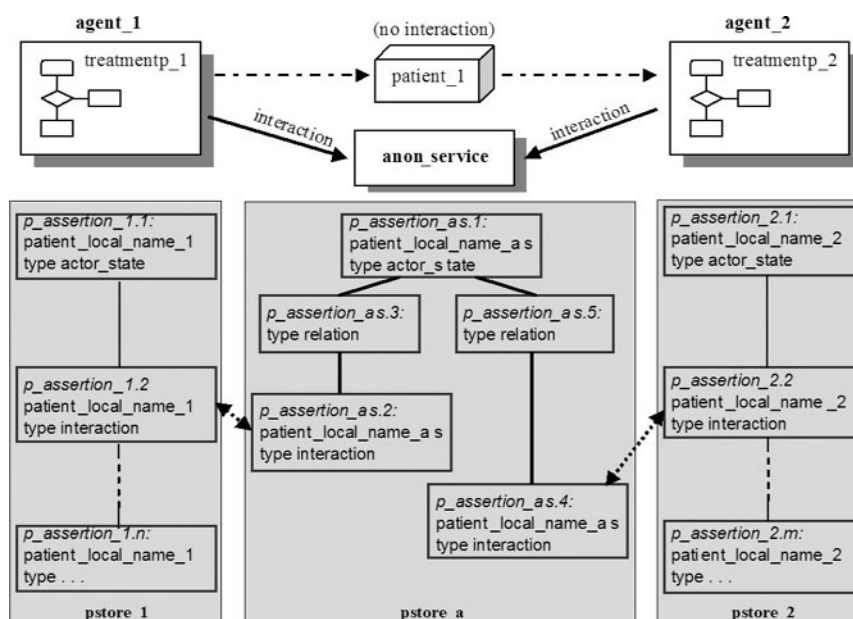 agent_1
agent_2
(no interaction)
treatmentp_1
patient_1
treatmentp_2
interaction
interaction
anon_service
p_assertion_1.1:
patient_local_name_1
type actor_state
p_assertion_1.2
patient_local_name_1
type interaction
p_assertion_1.n:
patient_local_name_1
type . . .
pstore_1
p_assertion_a s.1:
patient_local_name_a s
type actor_s tate
p_assertion_a s.3:
type relation
p_assertion_a s.5:
type relation
p_assertion_a s.2:
patient_local_name_a s
type interaction
p_assertion_a s.4:
patient_local_name_a s
type interaction
pstore_a
p_assertion_2.1:
patient_local_name_2
type actor_state
p_assertion_2.2
patient_local_name _2
type interaction
p_assertion_2.m:
patient_local_name_2
type . . .
pstore_2